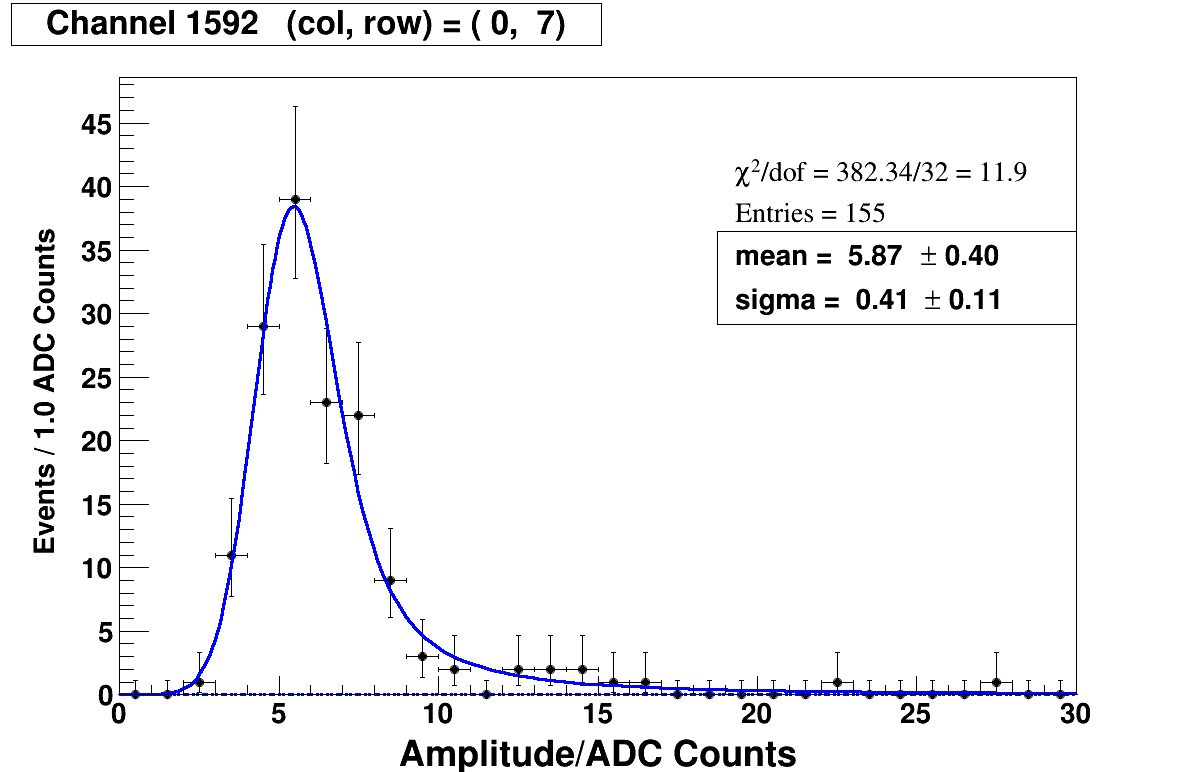 Channel 1592 (col, row) = ( 0, 7)
χ²/dof = 382.34/32 = 11.9
Entries = 155
mean = 5.87 ± 0.40
sigma = 0.41 ± 0.11
Events / 1.0 ADC Counts
45
40
35
30
25
20
15
10
5
0
0 5 10 15 20 25 30
Amplitude/ADC Counts